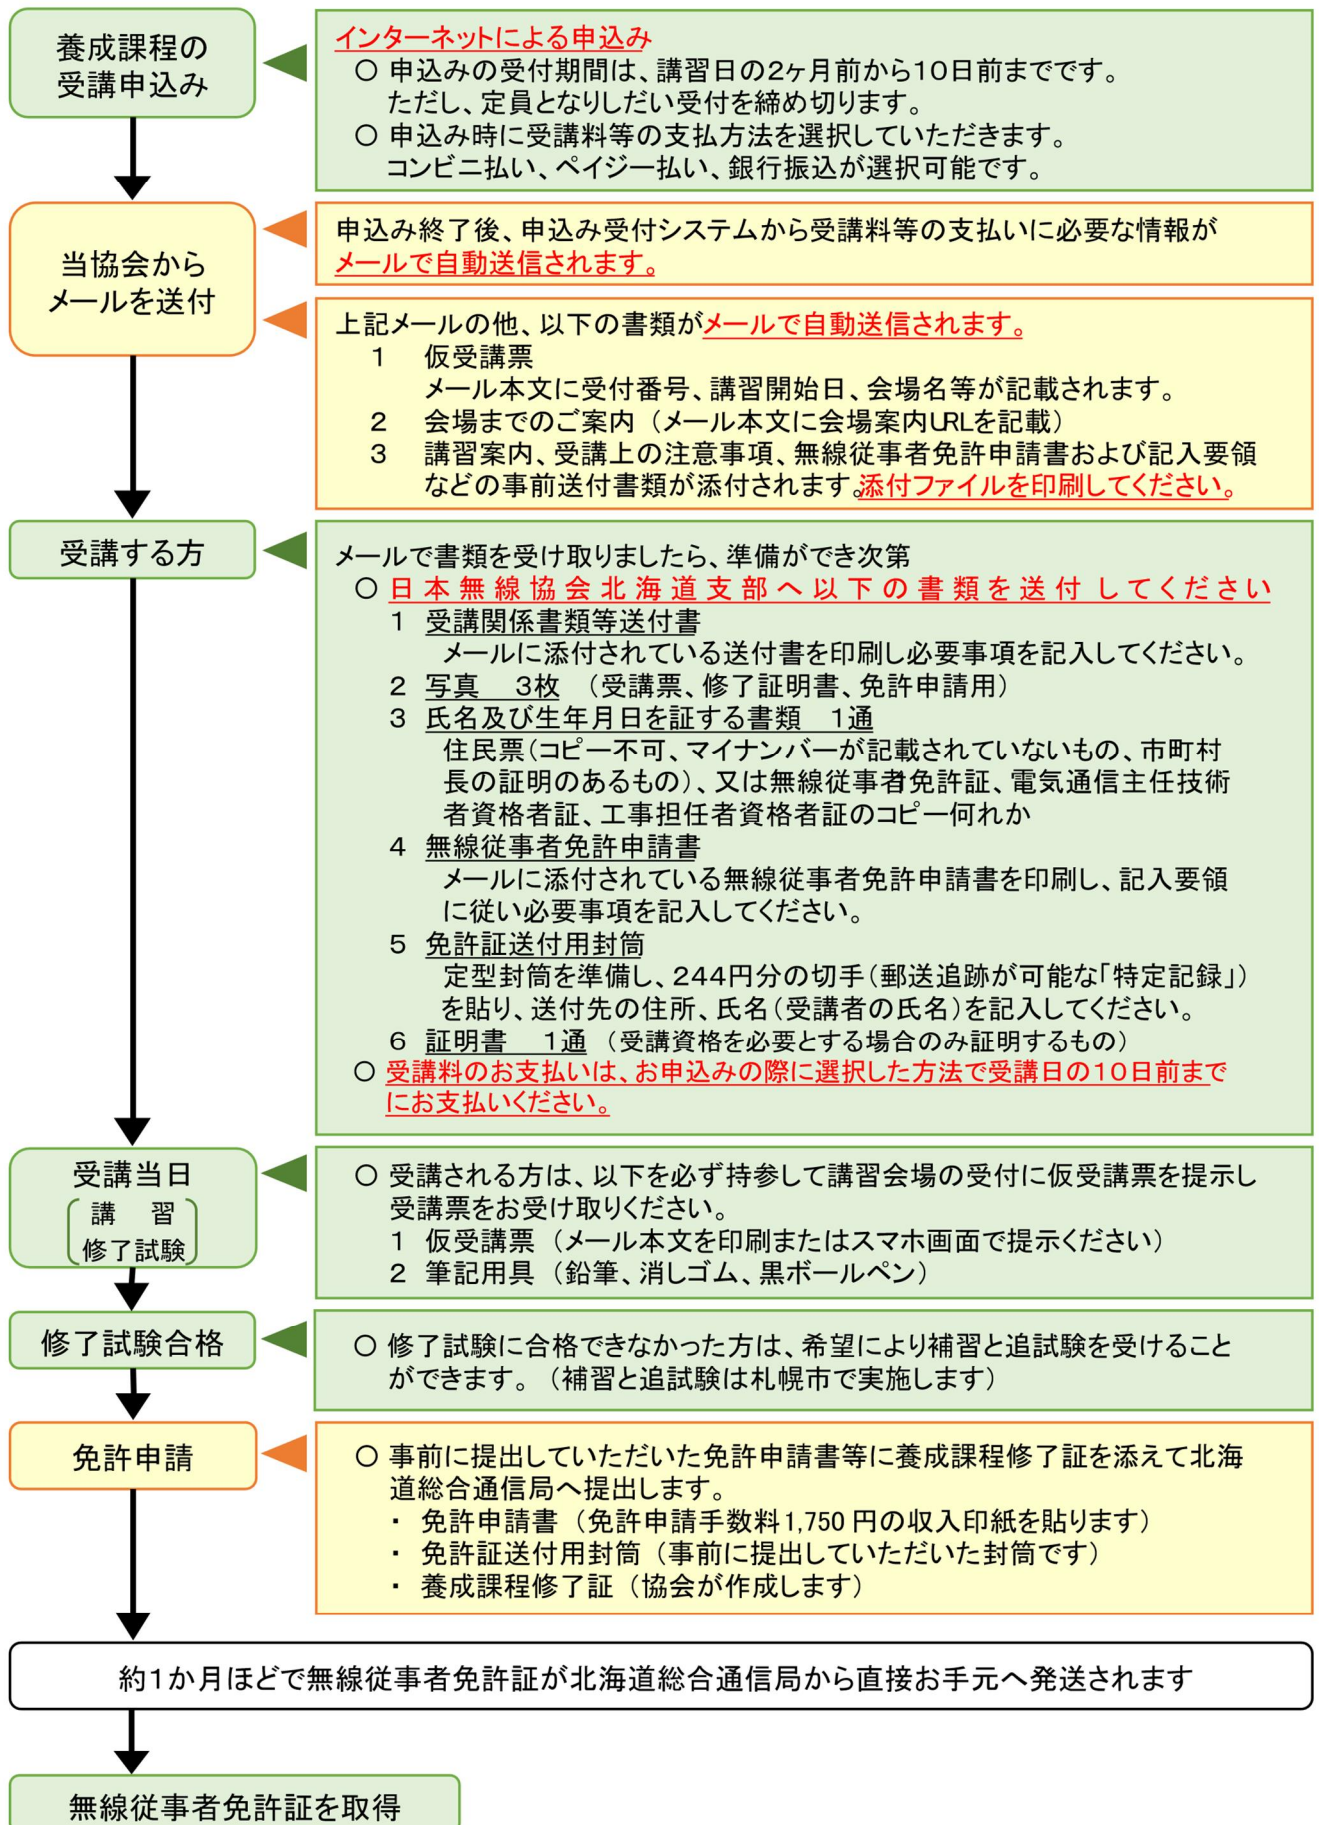 養成課程の
受講申込み
インターネットによる申込み
○ 申込みの受付期間は、講習日の2ヶ月前から10日前までです。
ただし、定員となりしだい受付を締め切ります。
○ 申込み時に受講料等の支払方法を選択していただきます。
コンビニ払い、ペイジー払い、銀行振込が選択可能です。
当協会から
メールを送付
申込み終了後、申込み受付システムから受講料等の支払いに必要な情報が
メールで自動送信されます。
上記メールの他、以下の書類がメールで自動送信されます。
1 仮受講票
メール本文に受付番号、講習開始日、会場名等が記載されます。
2 会場までのご案内（メール本文に会場案内URLを記載）
3 講習案内、受講上の注意事項、無線従事者免許申請書および記入要領
などの事前送付書類が添付されます。添付ファイルを印刷してください。
受講する方
メールで書類を受け取りましたら、準備ができ次第
○ 日本無線協会北海道支部へ以下の書類を送付してください
1 受講関係書類等送付書
メールに添付されている送付書を印刷し必要事項を記入してください。
2 写真 3枚 （受講票、修了証明書、免許申請用）
3 氏名及び生年月日を証する書類 1通
住民票（コピー不可、マイナンバーが記載されていないもの、市町村
長の証明のあるもの）、又は無線従事者免許証、電気通信主任技術
者資格者証、工事担任者資格者証のコピー何れか
4 無線従事者免許申請書
メールに添付されている無線従事者免許申請書を印刷し、記入要領
に従い必要事項を記入してください。
5 免許証送付用封筒
定型封筒を準備し、244円分の切手（郵送追跡が可能な「特定記録」）
を貼り、送付先の住所、氏名（受講者の氏名）を記入してください。
6 証明書 1通 （受講資格を必要とする場合のみ証明するもの）
○ 受講料のお支払いは、お申込みの際に選択した方法で受講日の10日前まで
にお支払いください。
受講当日
講 習
修了試験
○ 受講される方は、以下を必ず持参して講習会場の受付に仮受講票を提示し
受講票をお受け取りください。
1 仮受講票（メール本文を印刷またはスマホ画面で提示ください）
2 筆記用具（鉛筆、消しゴム、黒ボールペン）
修了試験合格
○ 修了試験に合格できなかった方は、希望により補習と追試験を受けること
ができます。（補習と追試験は札幌市で実施します）
免許申請
○ 事前に提出していただいた免許申請書等に養成課程修了証を添えて北海
道総合通信局へ提出します。
・ 免許申請書（免許申請手数料1,750円の収入印紙を貼ります）
・ 免許証送付用封筒（事前に提出していただいた封筒です）
・ 養成課程修了証（協会が作成します）
約1か月ほどで無線従事者免許証が北海道総合通信局から直接お手元へ発送されます
無線従事者免許証を取得